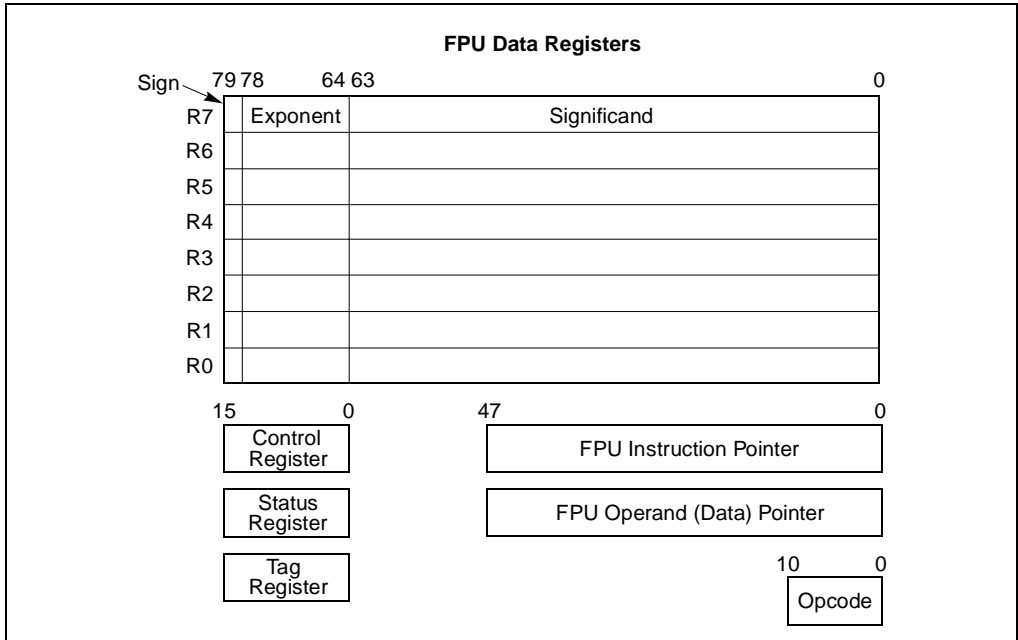 FPU Data Registers
Sign 79 78 64 63 0
R7 Exponent Significand
R6
R5
R4
R3
R2
R1
R0
15 0 47 0
Control
Register
FPU Instruction Pointer
Status
Register
FPU Operand (Data) Pointer
Tag
Register
10 0
Opcode